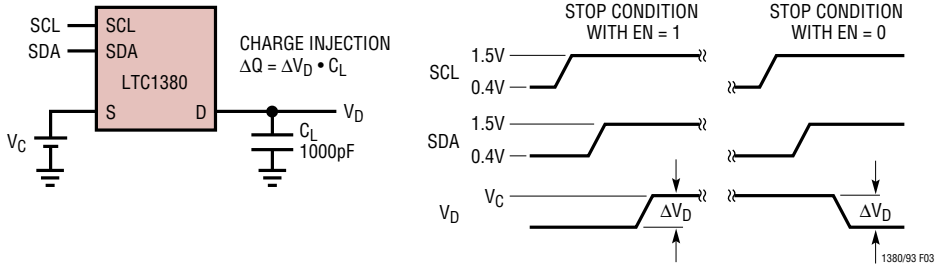 SCL
SDA
SCL
SDA
LTC1380
S
D
V_C
CHARGE INJECTION
ΔQ = ΔV_D • C_L
V_D
C_L
1000pF
STOP CONDITION
WITH EN = 1
STOP CONDITION
WITH EN = 0
SCL
1.5V
0.4V
SDA
1.5V
0.4V
V_D
V_C
ΔV_D
ΔV_D
1380/93 F03